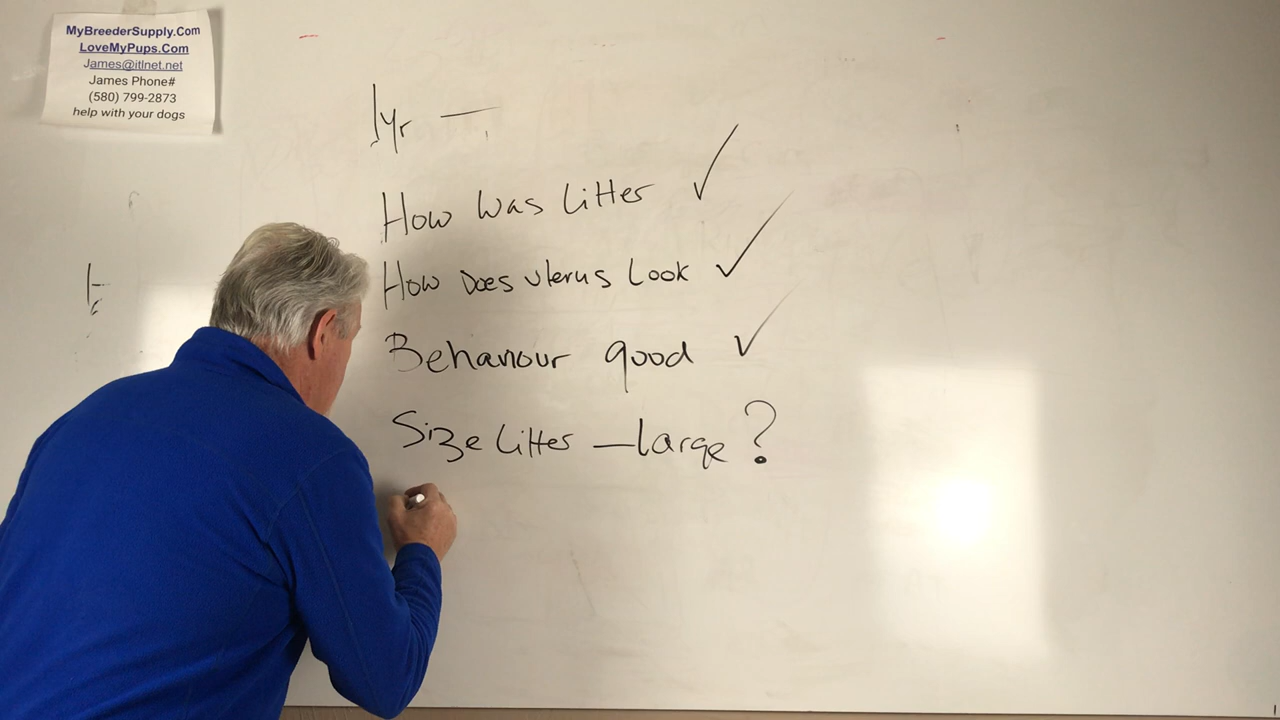 MyBreederSupply.Com
LoveMyPups.Com
James@itlnet.net
James Phone#
(580) 799-2873
help with your dogs
1yr —
How was Litter ✓
How Does uterus Look ✓
Behaviour good ✓
Size Litter — Large ?